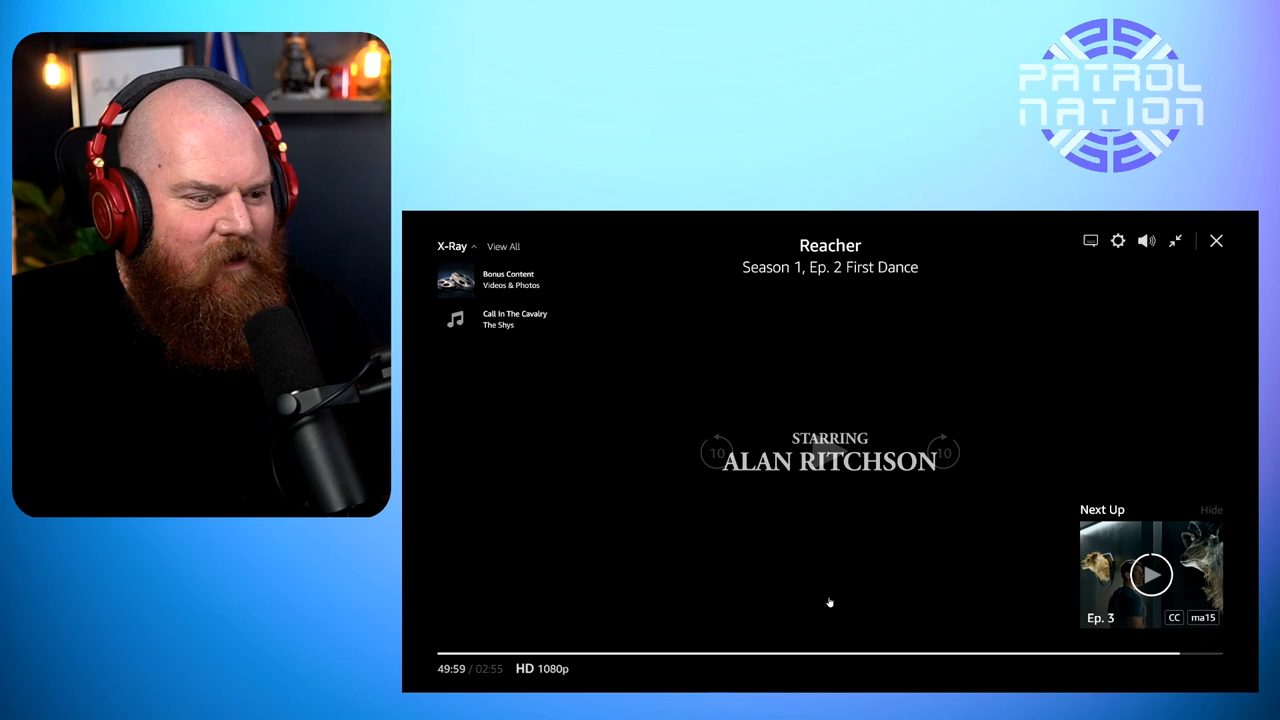 PATROL
NATION
X-Ray View All
Bonus Content
Videos & Photos
Call In The Cavalry
The Shys
Reacher
Season 1, Ep. 2 First Dance
STARRING
10 ALAN RITCHSON 10
Next Up Hide
Ep. 3 CC ma15
49:59 / 02:55 HD 1080p